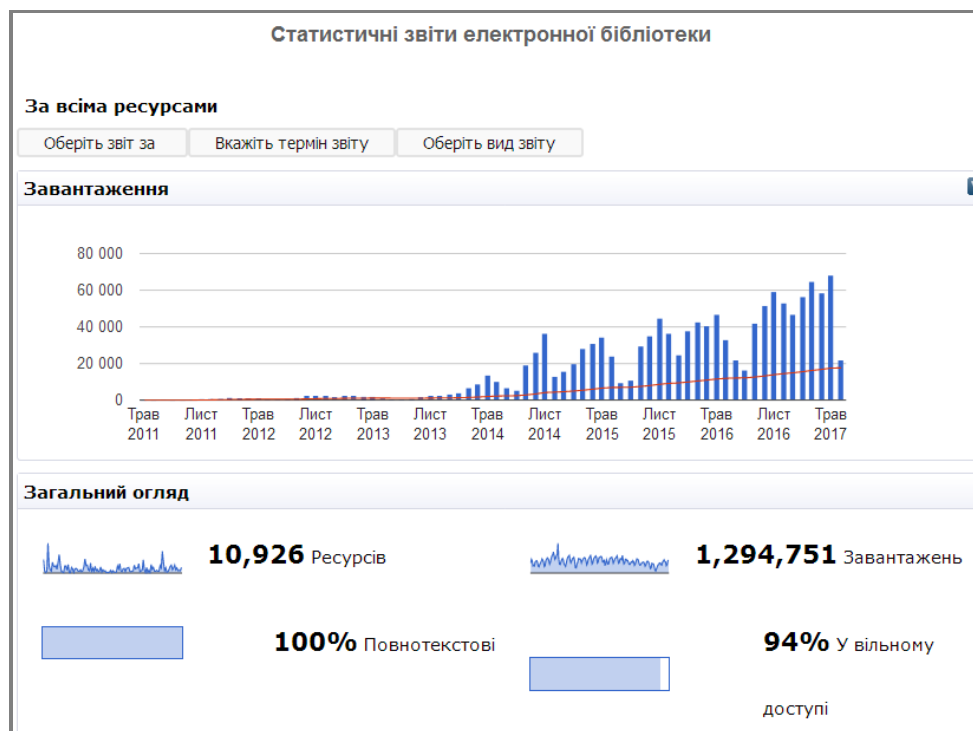 Статистичні звіти електронної бібліотеки
За всіма ресурсами
Оберіть звіт за Вкажіть термін звіту Оберіть вид звіту
Завантаження
80 000
60 000
40 000
20 000
0
Трав Лист Трав Лист Трав Лист Трав Лист Трав Лист Трав Лист Трав
2011 2011 2012 2012 2013 2013 2014 2014 2015 2015 2016 2016 2017
Загальний огляд
10,926 Ресурсів 1,294,751 Завантажень
100% Повнотекстові 94% У вільному
доступі